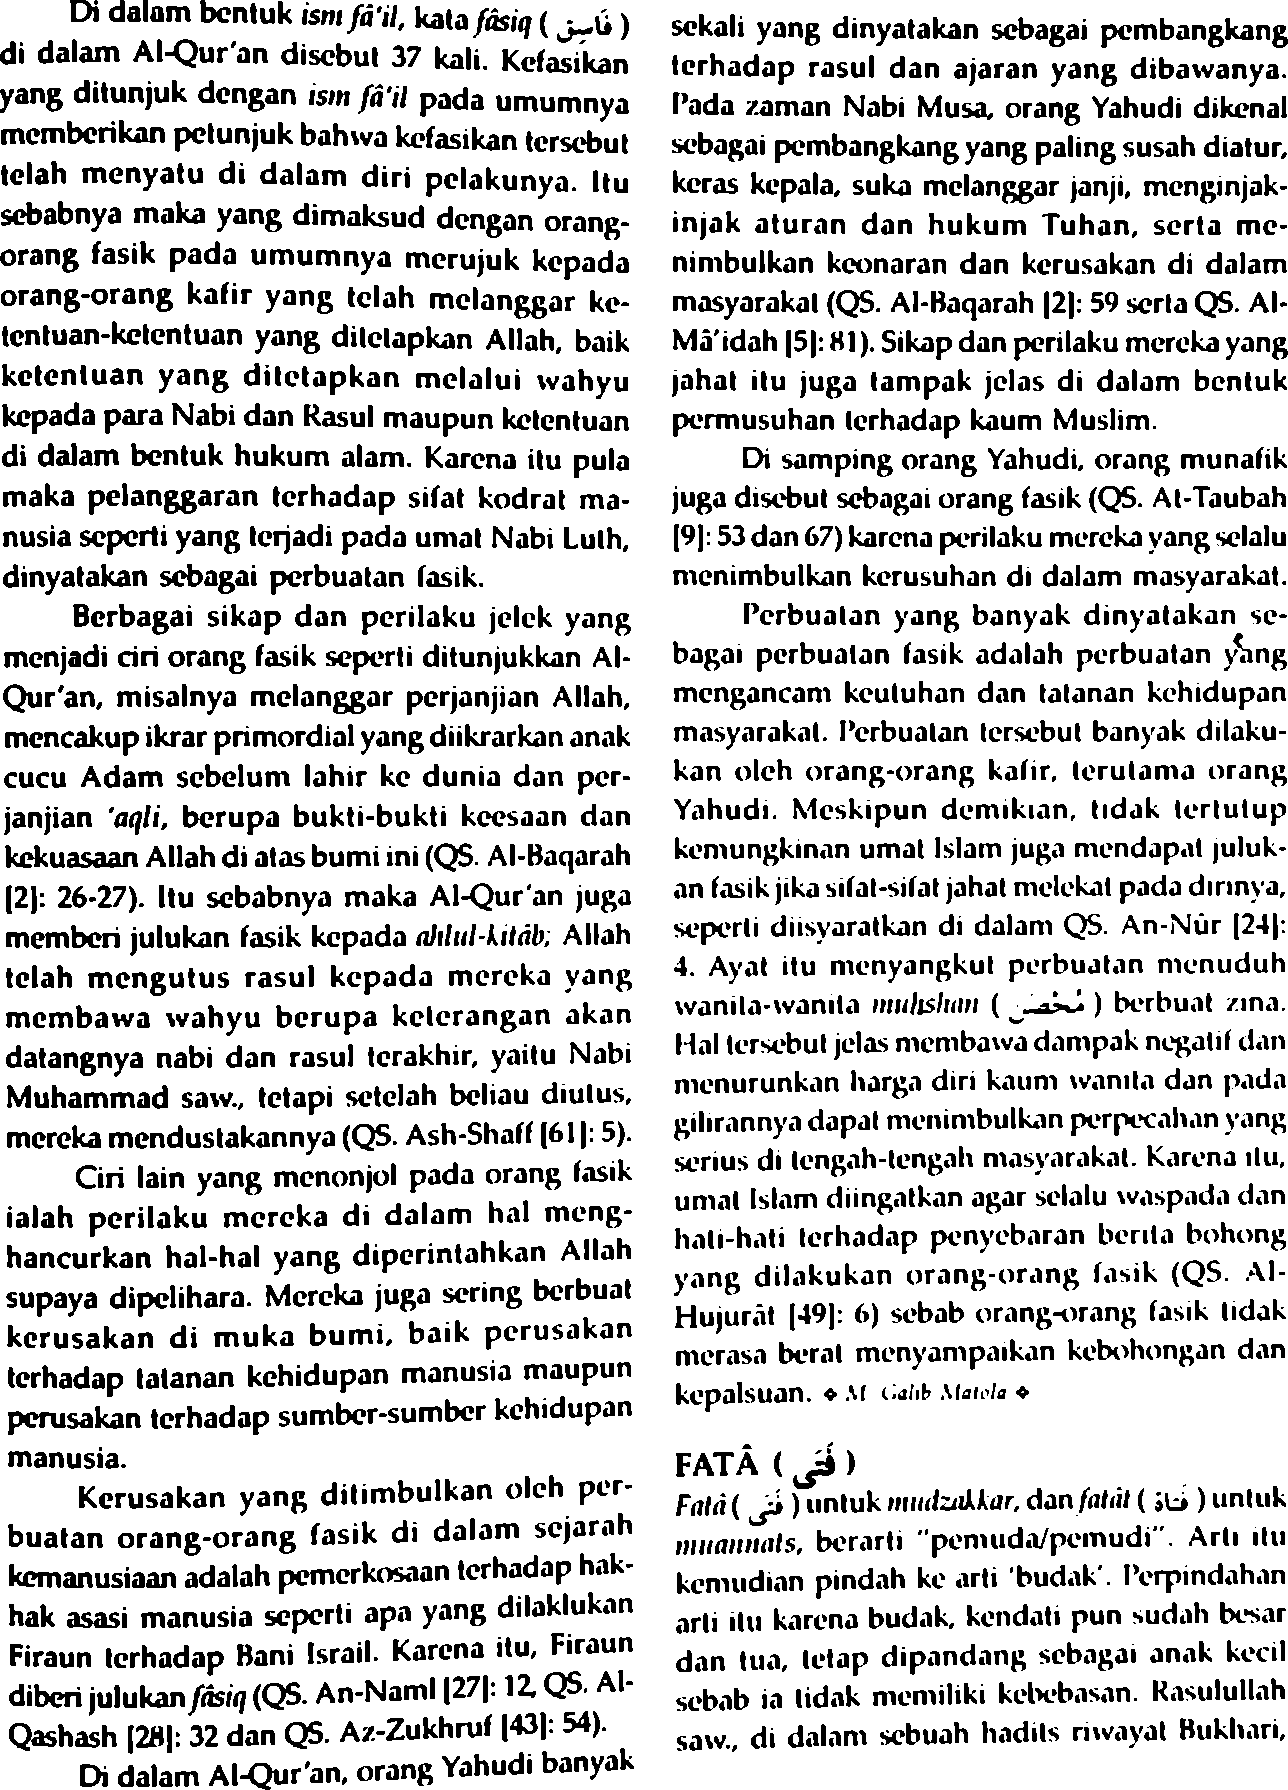 Di dalam bentuk ism fâ'il, kata fâsiq ( فَاسِق )
di dalam Al-Qur'an disebut 37 kali. Kefasikan
yang ditunjuk dengan ism fâ'il pada umumnya
memberikan petunjuk bahwa kefasikan tersebut
telah menyatu di dalam diri pelakunya. Itu
sebabnya maka yang dimaksud dengan orang-
orang fasik pada umumnya merujuk kepada
orang-orang kafir yang telah melanggar ke-
tentuan-ketentuan yang ditetapkan Allah, baik
ketentuan yang ditetapkan melalui wahyu
kepada para Nabi dan Rasul maupun ketentuan
di dalam bentuk hukum alam. Karena itu pula
maka pelanggaran terhadap sifat kodrat ma-
nusia seperti yang terjadi pada umat Nabi Luth,
dinyatakan sebagai perbuatan fasik.
Berbagai sikap dan perilaku jelek yang
menjadi ciri orang fasik seperti ditunjukkan Al-
Qur'an, misalnya melanggar perjanjian Allah,
mencakup ikrar primordial yang diikrarkan anak
cucu Adam sebelum lahir ke dunia dan per-
janjian 'aqli, berupa bukti-bukti keesaan dan
kekuasaan Allah di atas bumi ini (QS. Al-Baqarah
[2]: 26-27). Itu sebabnya maka Al-Qur'an juga
memberi julukan fasik kepada ahlul-kitâb; Allah
telah mengutus rasul kepada mereka yang
membawa wahyu berupa keterangan akan
datangnya nabi dan rasul terakhir, yaitu Nabi
Muhammad saw., tetapi setelah beliau diutus,
mereka mendustakannya (QS. Ash-Shaff [61]: 5).
Ciri lain yang menonjol pada orang fasik
ialah perilaku mereka di dalam hal meng-
hancurkan hal-hal yang diperintahkan Allah
supaya dipelihara. Mereka juga sering berbuat
kerusakan di muka bumi, baik perusakan
terhadap tatanan kehidupan manusia maupun
perusakan terhadap sumber-sumber kehidupan
manusia.
Kerusakan yang ditimbulkan oleh per-
buatan orang-orang fasik di dalam sejarah
kemanusiaan adalah pemerkosaan terhadap hak-
hak asasi manusia seperti apa yang dilaklukan
Firaun terhadap Bani Israil. Karena itu, Firaun
diberi julukan fâsiq (QS. An-Naml [27]: 12, QS. Al-
Qashash [28]: 32 dan QS. Az-Zukhruf [43]: 54).
Di dalam Al-Qur'an, orang Yahudi banyak
sekali yang dinyatakan sebagai pembangkang
terhadap rasul dan ajaran yang dibawanya.
Pada zaman Nabi Musa, orang Yahudi dikenal
sebagai pembangkang yang paling susah diatur,
keras kepala, suka melanggar janji, menginjak-
injak aturan dan hukum Tuhan, serta me-
nimbulkan keonaran dan kerusakan di dalam
masyarakat (QS. Al-Baqarah [2]: 59 serta QS. Al-
Mâ'idah [5]: 81). Sikap dan perilaku mereka yang
jahat itu juga tampak jelas di dalam bentuk
permusuhan terhadap kaum Muslim.
Di samping orang Yahudi, orang munafik
juga disebut sebagai orang fasik (QS. At-Taubah
[9]: 53 dan 67) karena perilaku mereka yang selalu
menimbulkan kerusuhan di dalam masyarakat.
Perbuatan yang banyak dinyatakan se-
bagai perbuatan fasik adalah perbuatan yang
mengancam keutuhan dan tatanan kehidupan
masyarakat. Perbuatan tersebut banyak dilaku-
kan oleh orang-orang kafir, terutama orang
Yahudi. Meskipun demikian, tidak tertutup
kemungkinan umat Islam juga mendapat juluk-
an fasik jika sifat-sifat jahat melekat pada dirinya,
seperti diisyaratkan di dalam QS. An-Nûr [24]:
4. Ayat itu menyangkut perbuatan menuduh
wanita-wanita muhshan ( مُحْصَن ) berbuat zina.
Hal tersebut jelas membawa dampak negatif dan
menurunkan harga diri kaum wanita dan pada
gilirannya dapat menimbulkan perpecahan yang
serius di tengah-tengah masyarakat. Karena itu,
umat Islam diingatkan agar selalu waspada dan
hati-hati terhadap penyebaran berita bohong
yang dilakukan orang-orang fasik (QS. Al-
Hujurât [49]: 6) sebab orang-orang fasik tidak
merasa berat menyampaikan kebohongan dan
kepalsuan. ❖ M. Galib Matola ❖
FATÂ ( فَتًى )
Fatâ ( فَتًى ) untuk mudzakkar, dan fatât ( فَتَاة ) untuk
muannats, berarti "pemuda/pemudi". Arti itu
kemudian pindah ke arti 'budak'. Perpindahan
arti itu karena budak, kendati pun sudah besar
dan tua, tetap dipandang sebagai anak kecil
sebab ia tidak memiliki kebebasan. Rasulullah
saw., di dalam sebuah hadits riwayat Bukhari,